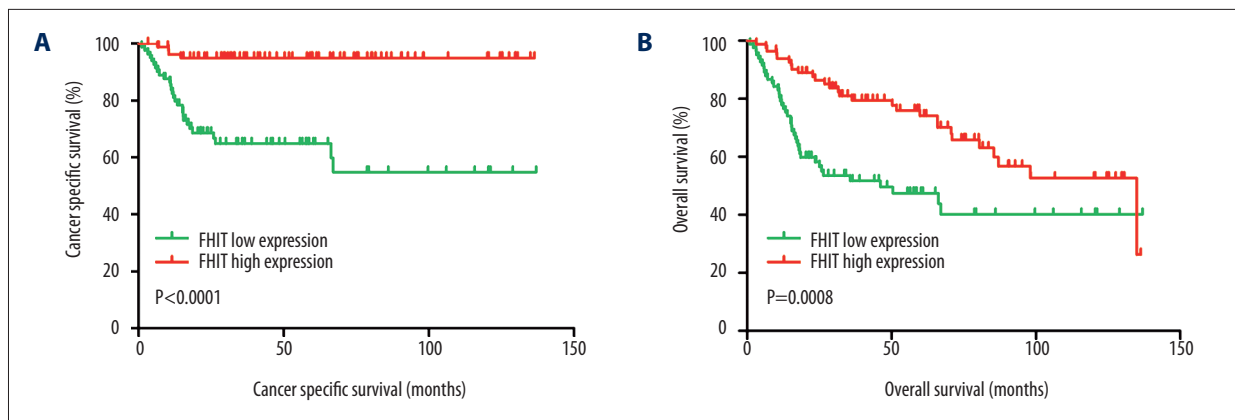 A
100
80
60
40
20
0
Cancer specific survival (%)
FHIT low expression
FHIT high expression
P<0.0001
0 50 100 150
Cancer specific survival (months)
B
100
80
60
40
20
0
Overall survival (%)
FHIT low expression
FHIT high expression
P=0.0008
0 50 100 150
Overall survival (months)